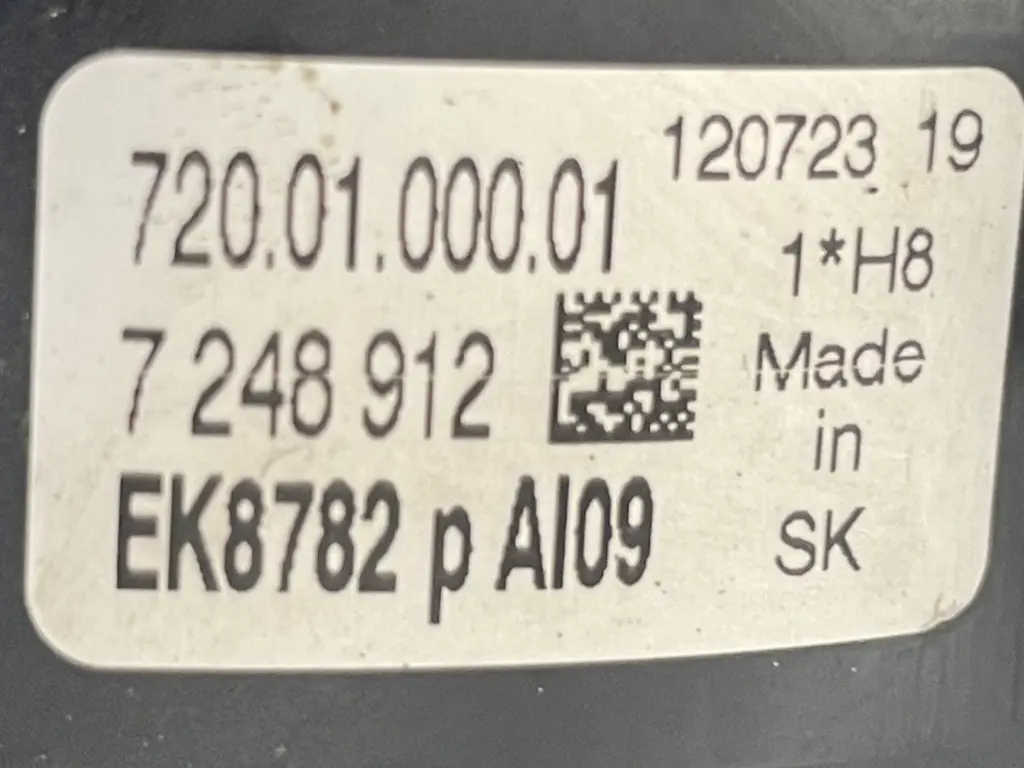 720.01.000.01
7 248 912
EK8782 p AI09
120723 19
1*H8
Made
in
SK